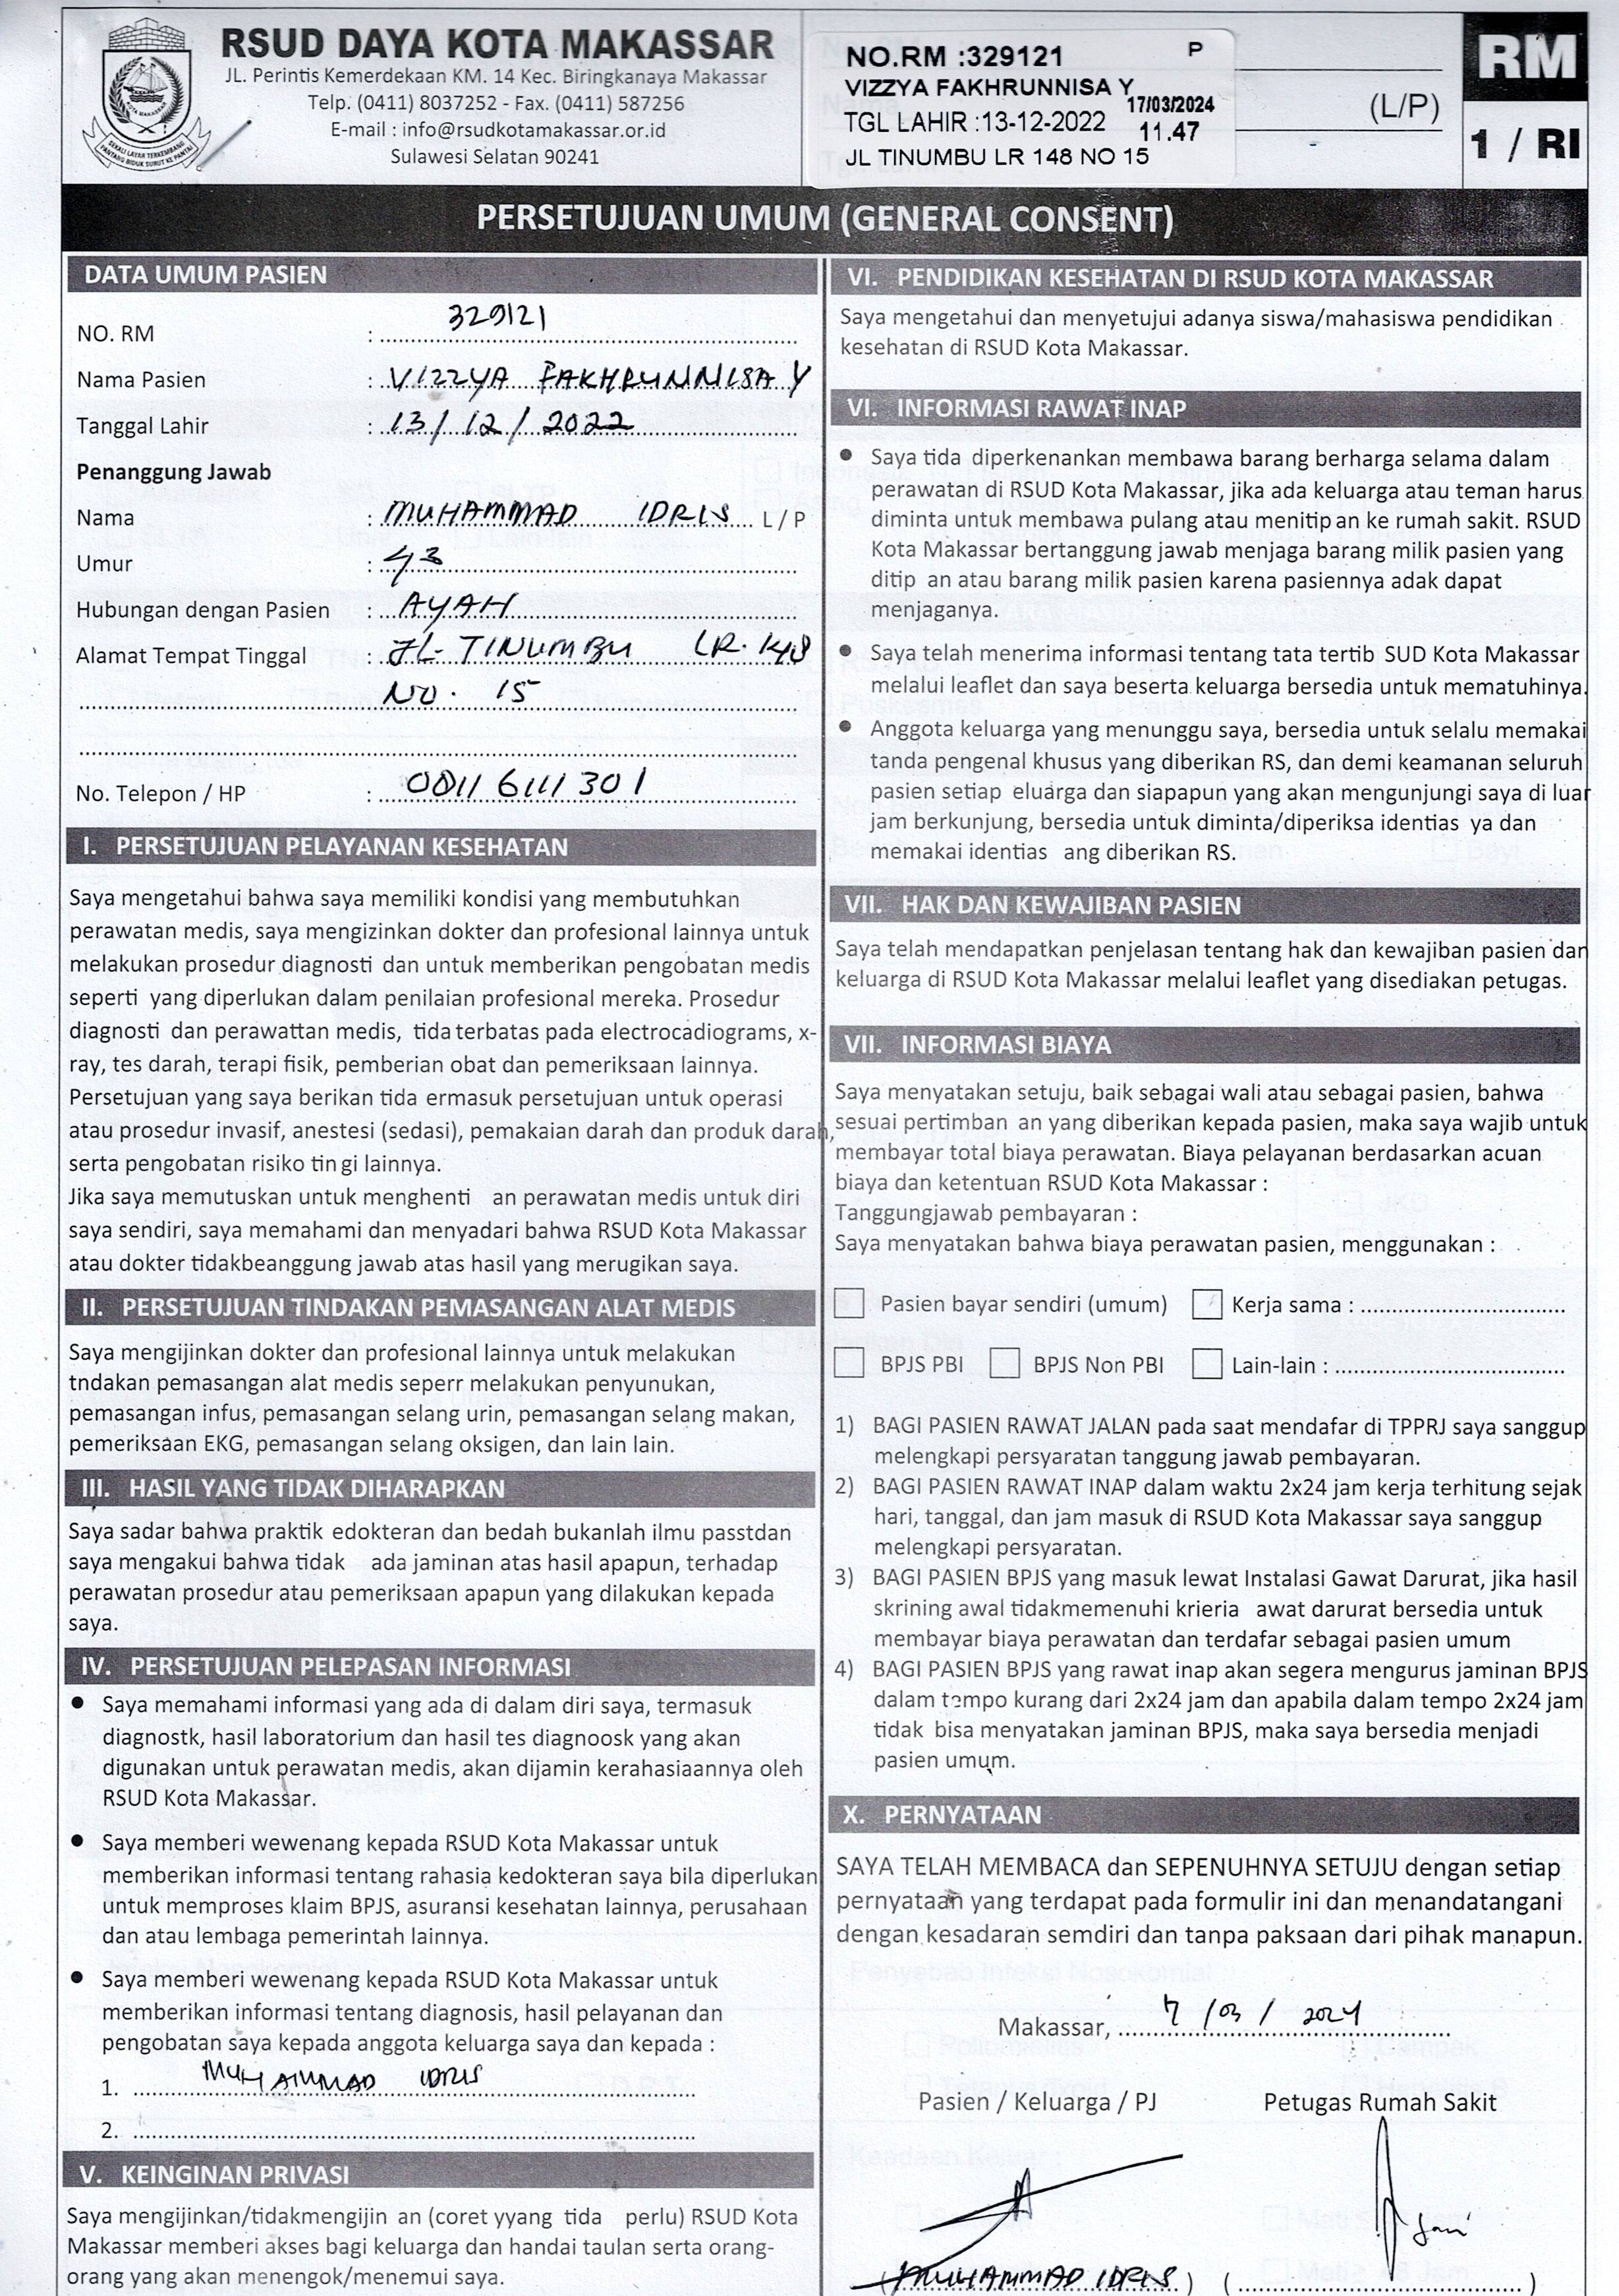 RSUD DAYA KOTA MAKASSAR
JL. Perintis Kemerdekaan KM. 14 Kec. Biringkanaya Makassar
Telp. (0411) 8037252 - Fax. (0411) 587256
E-mail : info@rsudkotamakassar.or.id
Sulawesi Selatan 90241
NO.RM :329121 P
VIZZYA FAKHRUNNISA Y
17/03/2024
TGL LAHIR :13-12-2022 11.47
JL TINUMBU LR 148 NO 15
(L/P)
RM
1 / RI
PERSETUJUAN UMUM (GENERAL CONSENT)
DATA UMUM PASIEN
NO. RM : 329121
Nama Pasien : VIZZYA FAKHRUNNISA Y
Tanggal Lahir : 13/12/2022
Penanggung Jawab
Nama : MUHAMMAD IDRIS L / P
Umur : 43
Hubungan dengan Pasien : AYAH
Alamat Tempat Tinggal : JL. TINUMBU LR. 148
NO. 15
No. Telepon / HP : 0811 6111 301
I. PERSETUJUAN PELAYANAN KESEHATAN
Saya mengetahui bahwa saya memiliki kondisi yang membutuhkan
perawatan medis, saya mengizinkan dokter dan profesional lainnya untuk
melakukan prosedur diagnosti dan untuk memberikan pengobatan medis
seperti yang diperlukan dalam penilaian profesional mereka. Prosedur
diagnosti dan perawattan medis, tida terbatas pada electrocadiograms, x-
ray, tes darah, terapi fisik, pemberian obat dan pemeriksaan lainnya.
Persetujuan yang saya berikan tida ermasuk persetujuan untuk operasi
atau prosedur invasif, anestesi (sedasi), pemakaian darah dan produk darah,
serta pengobatan risiko tin gi lainnya.
Jika saya memutuskan untuk menghenti an perawatan medis untuk diri
saya sendiri, saya memahami dan menyadari bahwa RSUD Kota Makassar
atau dokter tidakbeanggung jawab atas hasil yang merugikan saya.
II. PERSETUJUAN TINDAKAN PEMASANGAN ALAT MEDIS
Saya mengijinkan dokter dan profesional lainnya untuk melakukan
tndakan pemasangan alat medis seperr melakukan penyunukan,
pemasangan infus, pemasangan selang urin, pemasangan selang makan,
pemeriksaan EKG, pemasangan selang oksigen, dan lain lain.
III. HASIL YANG TIDAK DIHARAPKAN
Saya sadar bahwa praktik edokteran dan bedah bukanlah ilmu passtdan
saya mengakui bahwa tidak ada jaminan atas hasil apapun, terhadap
perawatan prosedur atau pemeriksaan apapun yang dilakukan kepada
saya.
IV. PERSETUJUAN PELEPASAN INFORMASI
• Saya memahami informasi yang ada di dalam diri saya, termasuk
diagnostk, hasil laboratorium dan hasil tes diagnoosk yang akan
digunakan untuk perawatan medis, akan dijamin kerahasiaannya oleh
RSUD Kota Makassar.
• Saya memberi wewenang kepada RSUD Kota Makassar untuk
memberikan informasi tentang rahasia kedokteran saya bila diperlukan
untuk memproses klaim BPJS, asuransi kesehatan lainnya, perusahaan
dan atau lembaga pemerintah lainnya.
• Saya memberi wewenang kepada RSUD Kota Makassar untuk
memberikan informasi tentang diagnosis, hasil pelayanan dan
pengobatan saya kepada anggota keluarga saya dan kepada :
1. MUHAMMAD IDRIS
2.
V. KEINGINAN PRIVASI
Saya mengijinkan/tidakmengijin an (coret yyang tida perlu) RSUD Kota
Makassar memberi akses bagi keluarga dan handai taulan serta orang-
orang yang akan menengok/menemui saya.
VI. PENDIDIKAN KESEHATAN DI RSUD KOTA MAKASSAR
Saya mengetahui dan menyetujui adanya siswa/mahasiswa pendidikan
kesehatan di RSUD Kota Makassar.
VI. INFORMASI RAWAT INAP
• Saya tida diperkenankan membawa barang berharga selama dalam
perawatan di RSUD Kota Makassar, jika ada keluarga atau teman harus
diminta untuk membawa pulang atau menitip an ke rumah sakit. RSUD
Kota Makassar bertanggung jawab menjaga barang milik pasien yang
ditip an atau barang milik pasien karena pasiennya adak dapat
menjaganya.
• Saya telah menerima informasi tentang tata tertib SUD Kota Makassar
melalui leaflet dan saya beserta keluarga bersedia untuk mematuhinya.
• Anggota keluarga yang menunggu saya, bersedia untuk selalu memakai
tanda pengenal khusus yang diberikan RS, dan demi keamanan seluruh
pasien setiap eluarga dan siapapun yang akan mengunjungi saya di luar
jam berkunjung, bersedia untuk diminta/diperiksa identias ya dan
memakai identias ang diberikan RS.
VII. HAK DAN KEWAJIBAN PASIEN
Saya telah mendapatkan penjelasan tentang hak dan kewajiban pasien dan
keluarga di RSUD Kota Makassar melalui leaflet yang disediakan petugas.
VII. INFORMASI BIAYA
Saya menyatakan setuju, baik sebagai wali atau sebagai pasien, bahwa
sesuai pertimban an yang diberikan kepada pasien, maka saya wajib untuk
membayar total biaya perawatan. Biaya pelayanan berdasarkan acuan
biaya dan ketentuan RSUD Kota Makassar :
Tanggungjawab pembayaran :
Saya menyatakan bahwa biaya perawatan pasien, menggunakan :
Pasien bayar sendiri (umum) Kerja sama :
BPJS PBI BPJS Non PBI Lain-lain :
1) BAGI PASIEN RAWAT JALAN pada saat mendafar di TPPRJ saya sanggup
melengkapi persyaratan tanggung jawab pembayaran.
2) BAGI PASIEN RAWAT INAP dalam waktu 2x24 jam kerja terhitung sejak
hari, tanggal, dan jam masuk di RSUD Kota Makassar saya sanggup
melengkapi persyaratan.
3) BAGI PASIEN BPJS yang masuk lewat Instalasi Gawat Darurat, jika hasil
skrining awal tidakmemenuhi krieria awat darurat bersedia untuk
membayar biaya perawatan dan terdafar sebagai pasien umum
4) BAGI PASIEN BPJS yang rawat inap akan segera mengurus jaminan BPJS
dalam tempo kurang dari 2x24 jam dan apabila dalam tempo 2x24 jam
tidak bisa menyatakan jaminan BPJS, maka saya bersedia menjadi
pasien umum.
X. PERNYATAAN
SAYA TELAH MEMBACA dan SEPENUHNYA SETUJU dengan setiap
pernyataan yang terdapat pada formulir ini dan menandatangani
dengan kesadaran semdiri dan tanpa paksaan dari pihak manapun.
Makassar, 7 /03 / 2024
Pasien / Keluarga / PJ Petugas Rumah Sakit
(MUHAMMAD IDRIS) ( )